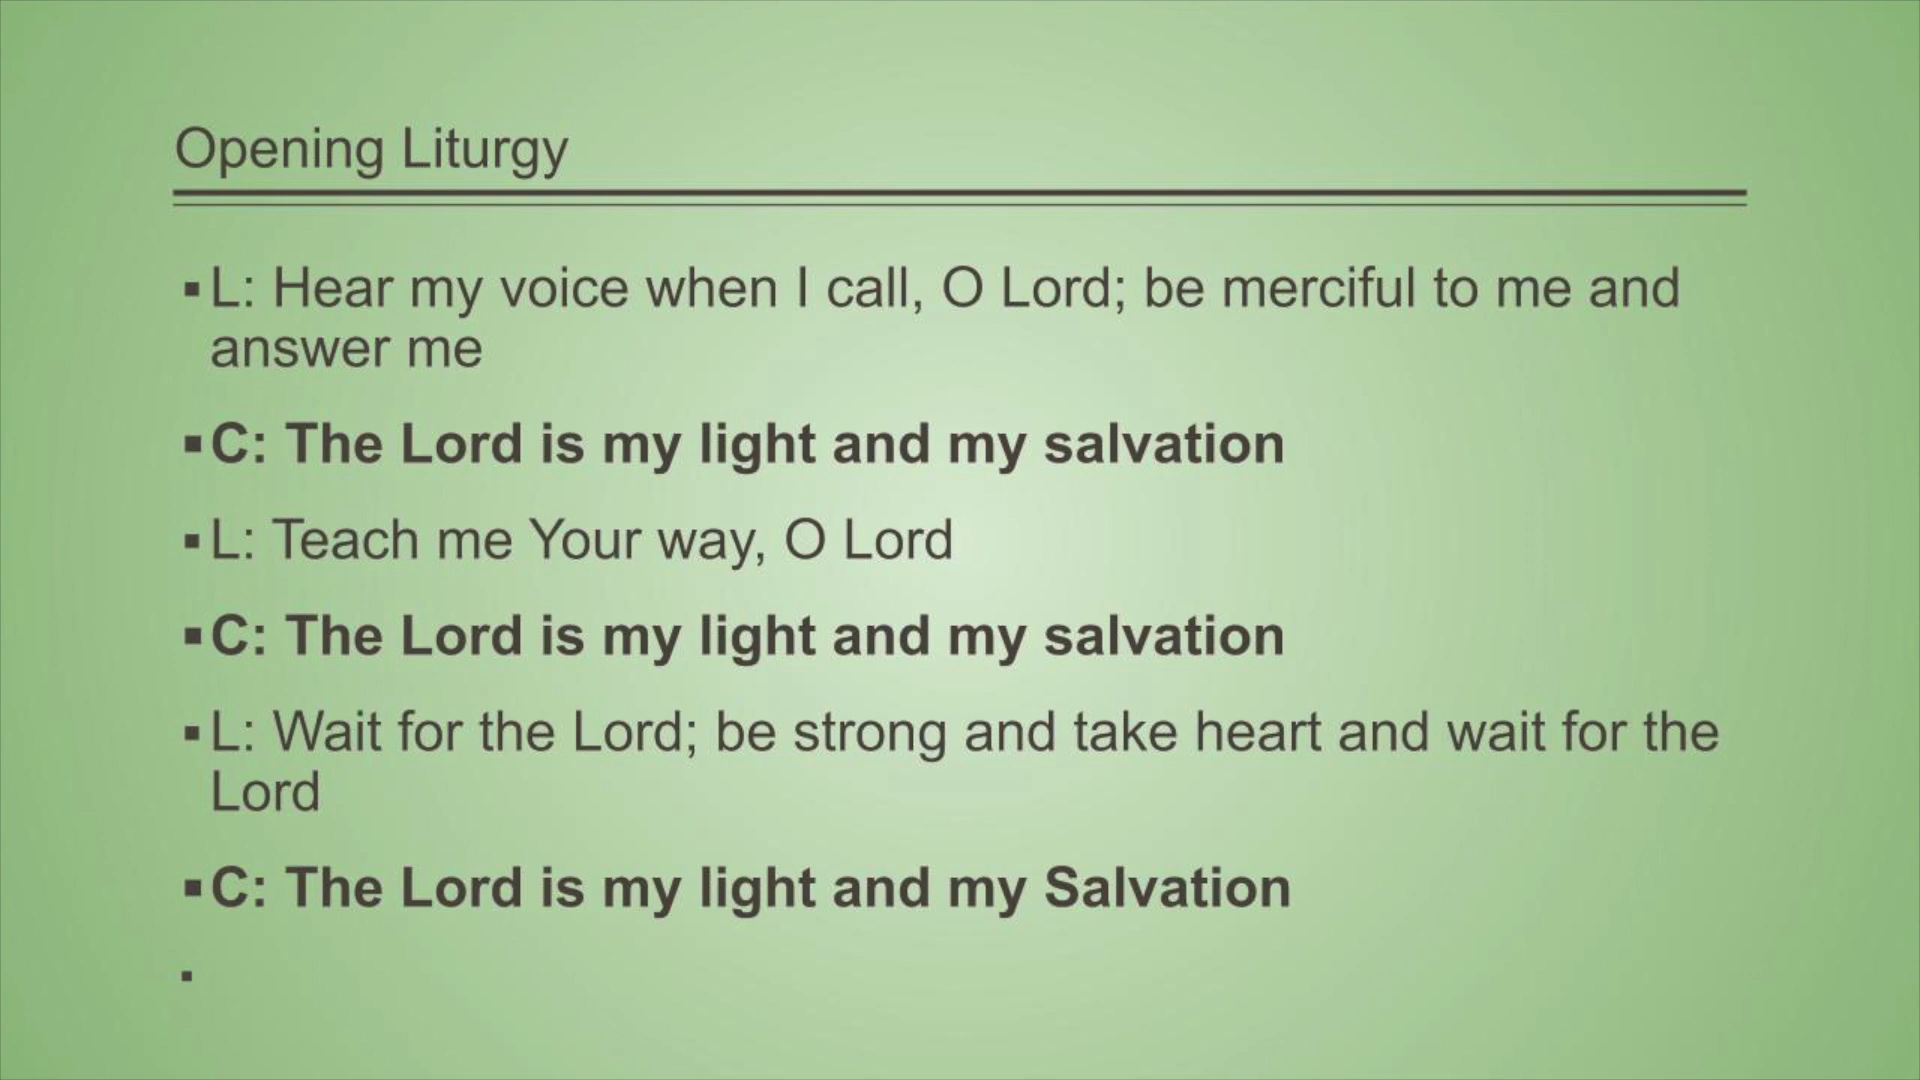 Opening Liturgy
▪L: Hear my voice when I call, O Lord; be merciful to me and
answer me
▪C: The Lord is my light and my salvation
▪L: Teach me Your way, O Lord
▪C: The Lord is my light and my salvation
▪L: Wait for the Lord; be strong and take heart and wait for the
Lord
▪C: The Lord is my light and my Salvation
▪